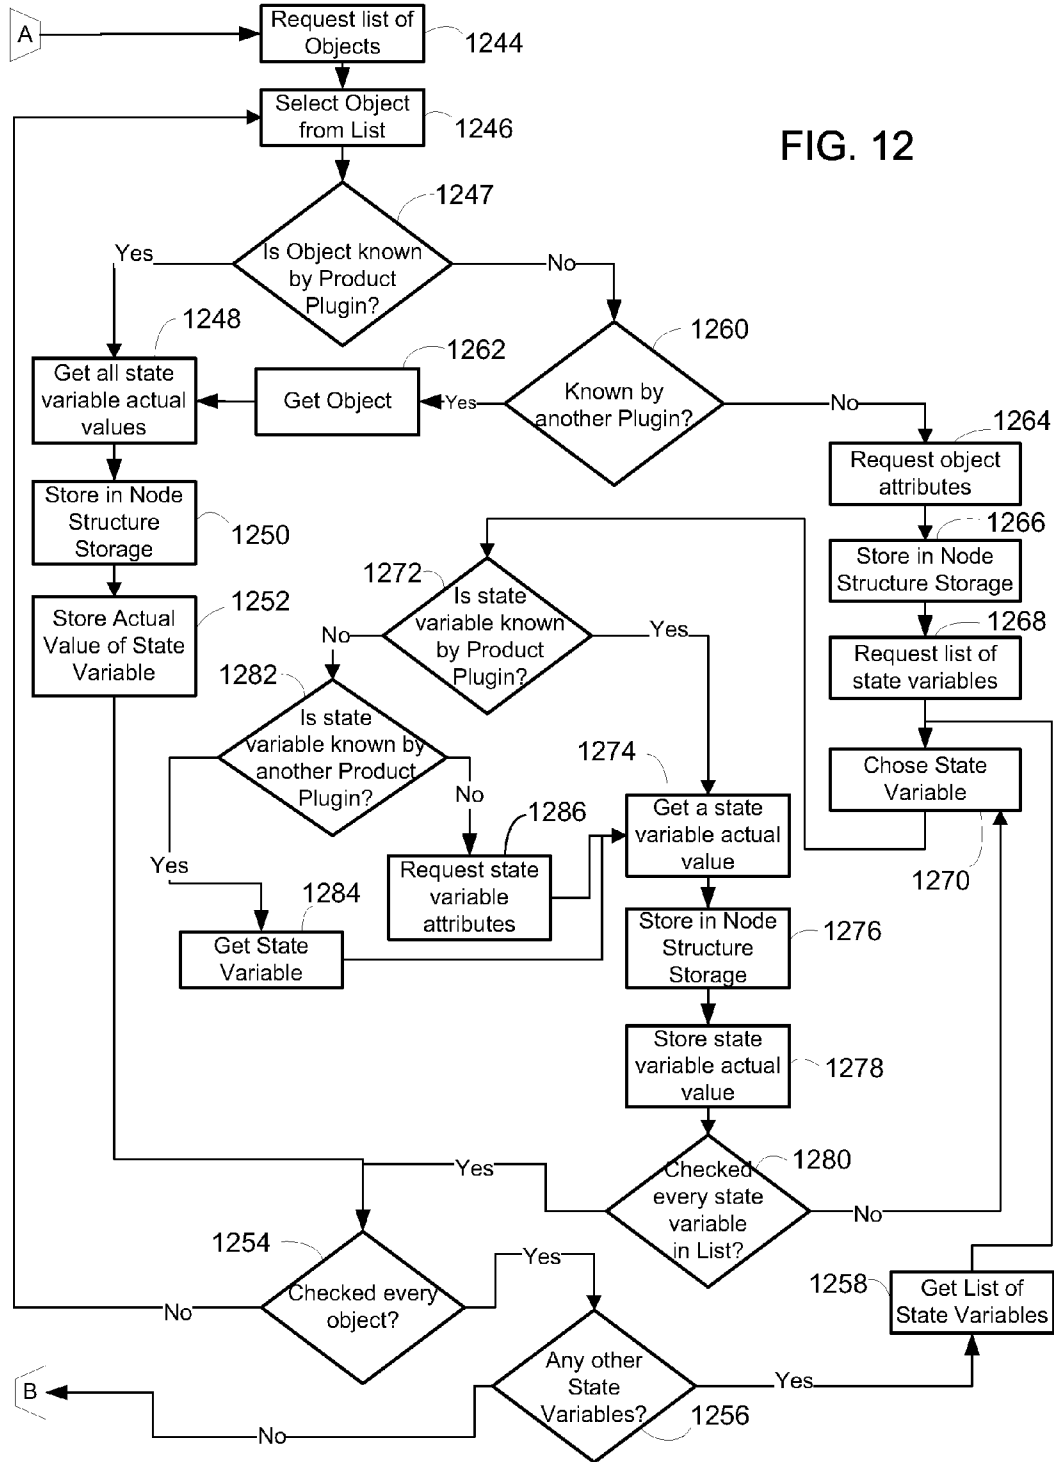 A
Request list of
Objects
1244
Select Object
from List
1246
FIG. 12
1247
Is Object known
by Product
Plugin?
Yes
No
1248
Get all state
variable actual
values
1262
Get Object
Yes
1260
Known by
another Plugin?
No
1264
Request object
attributes
Store in Node
Structure
Storage
1250
1266
Store in Node
Structure Storage
1272
Is state
variable known
by Product
Plugin?
No
Yes
Store Actual
Value of State
Variable
1252
1268
Request list of
state variables
1282
Is state
variable known by
another Product
Plugin?
Yes
No
1274
Get a state
variable actual
value
Chose State
Variable
1270
1286
Request state
variable
attributes
1284
Get State
Variable
Store in Node
Structure
Storage
1276
Store state
variable actual
value
1278
Checked
every state
variable
in List?
1280
Yes
No
1254
Checked every
object?
No
Yes
1258
Get List of
State Variables
Any other
State
Variables?
1256
Yes
No
B